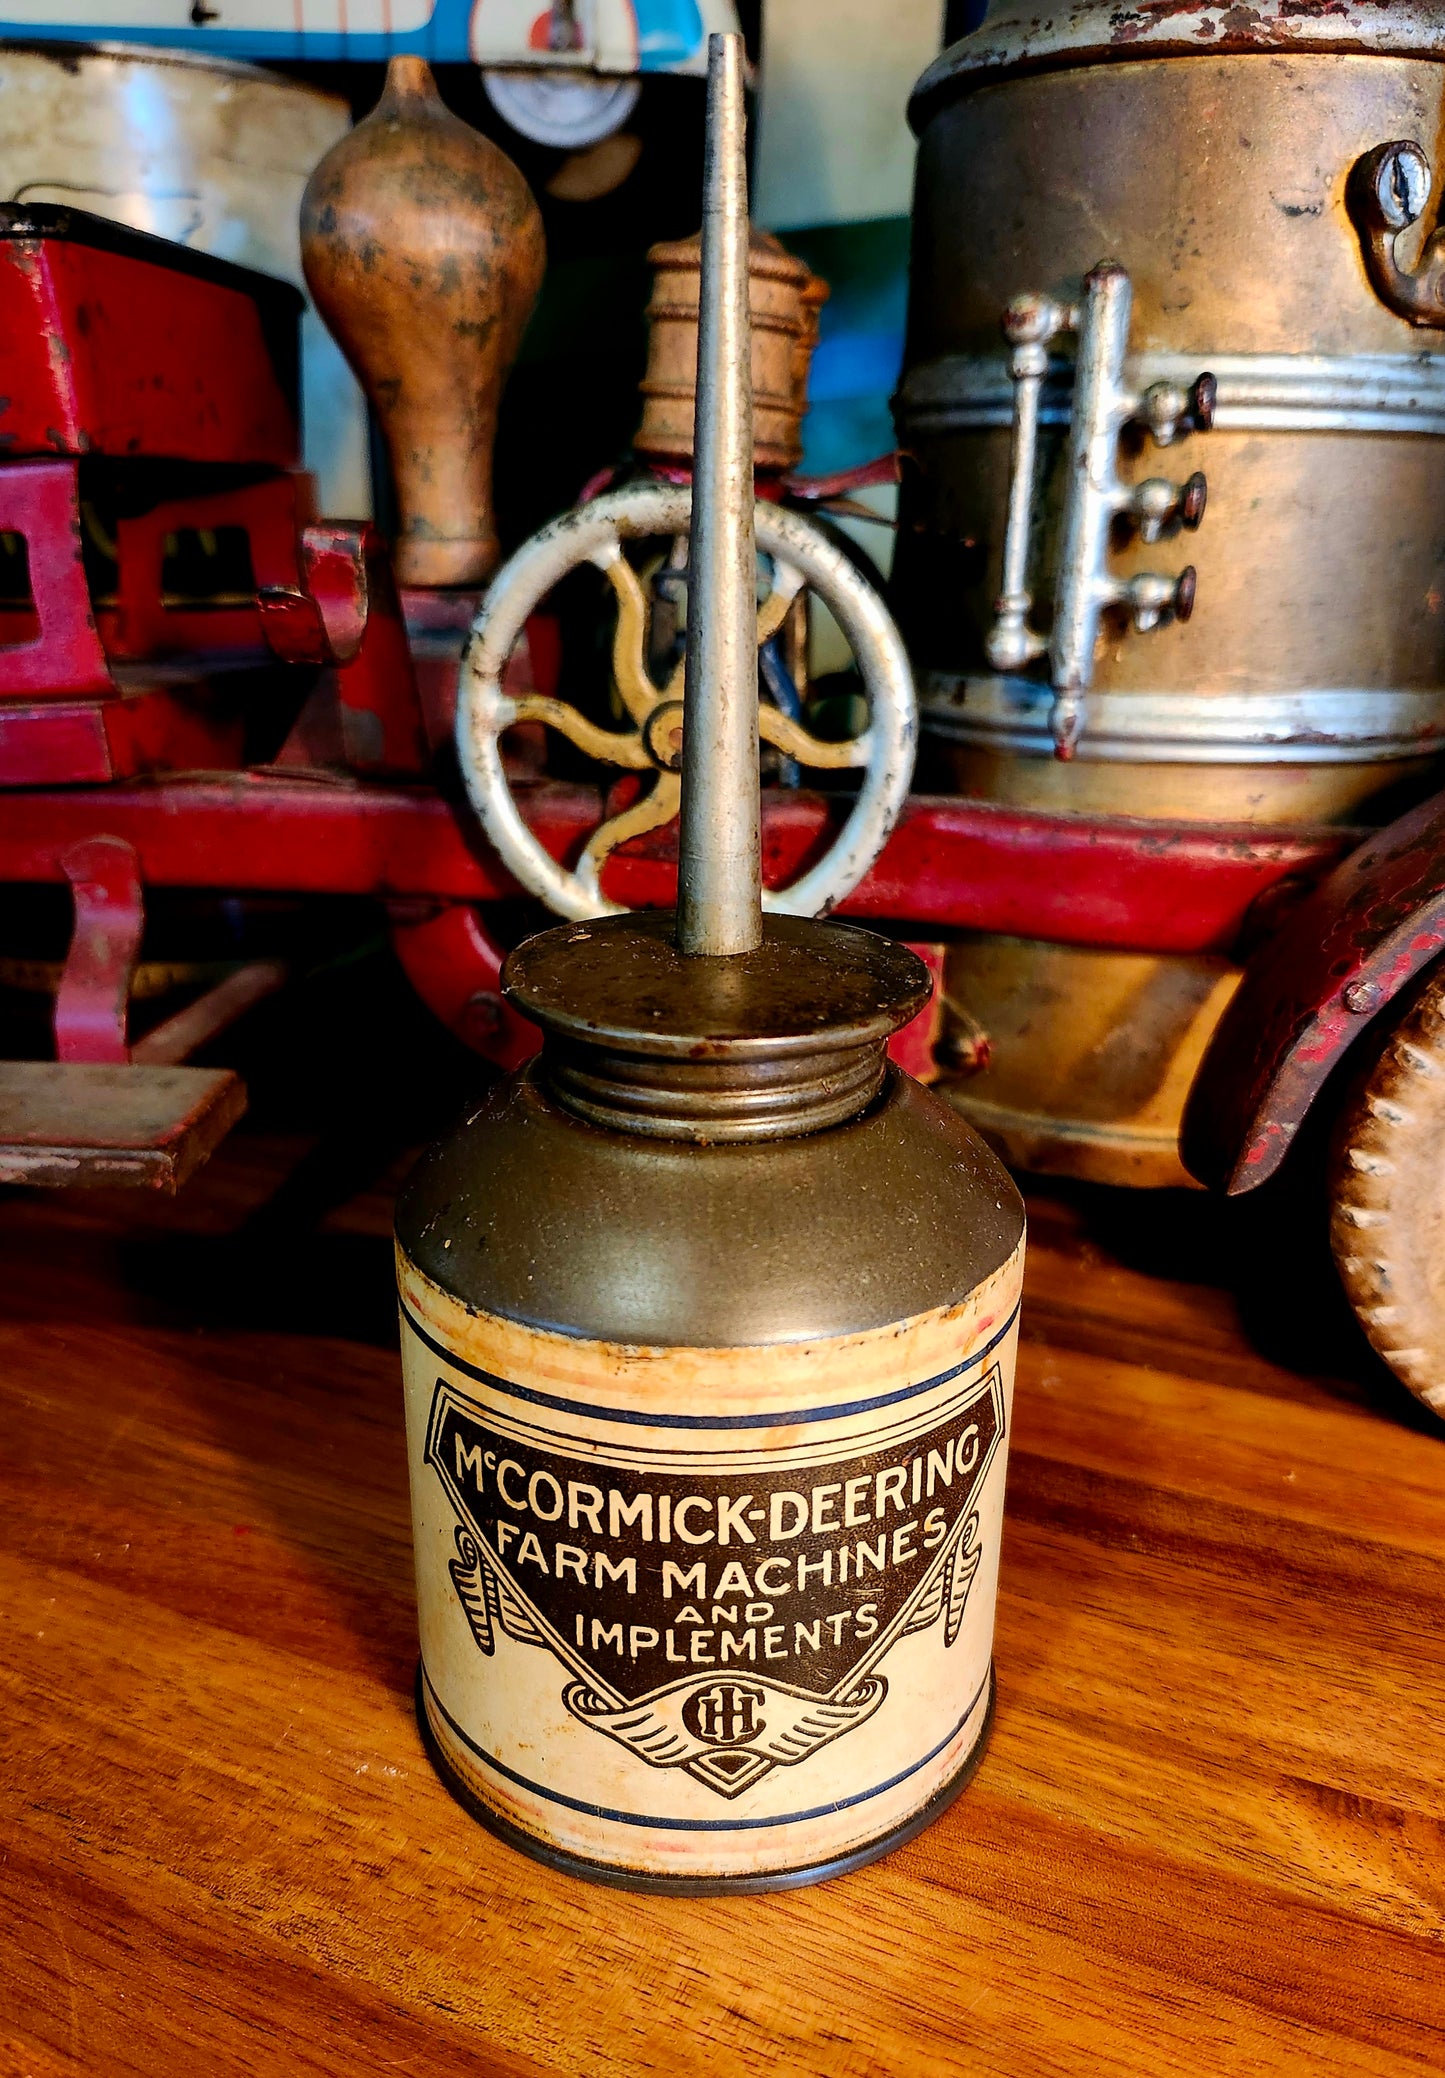 McCORMICK-DEERING
FARM MACHINES
AND
IMPLEMENTS
IHC